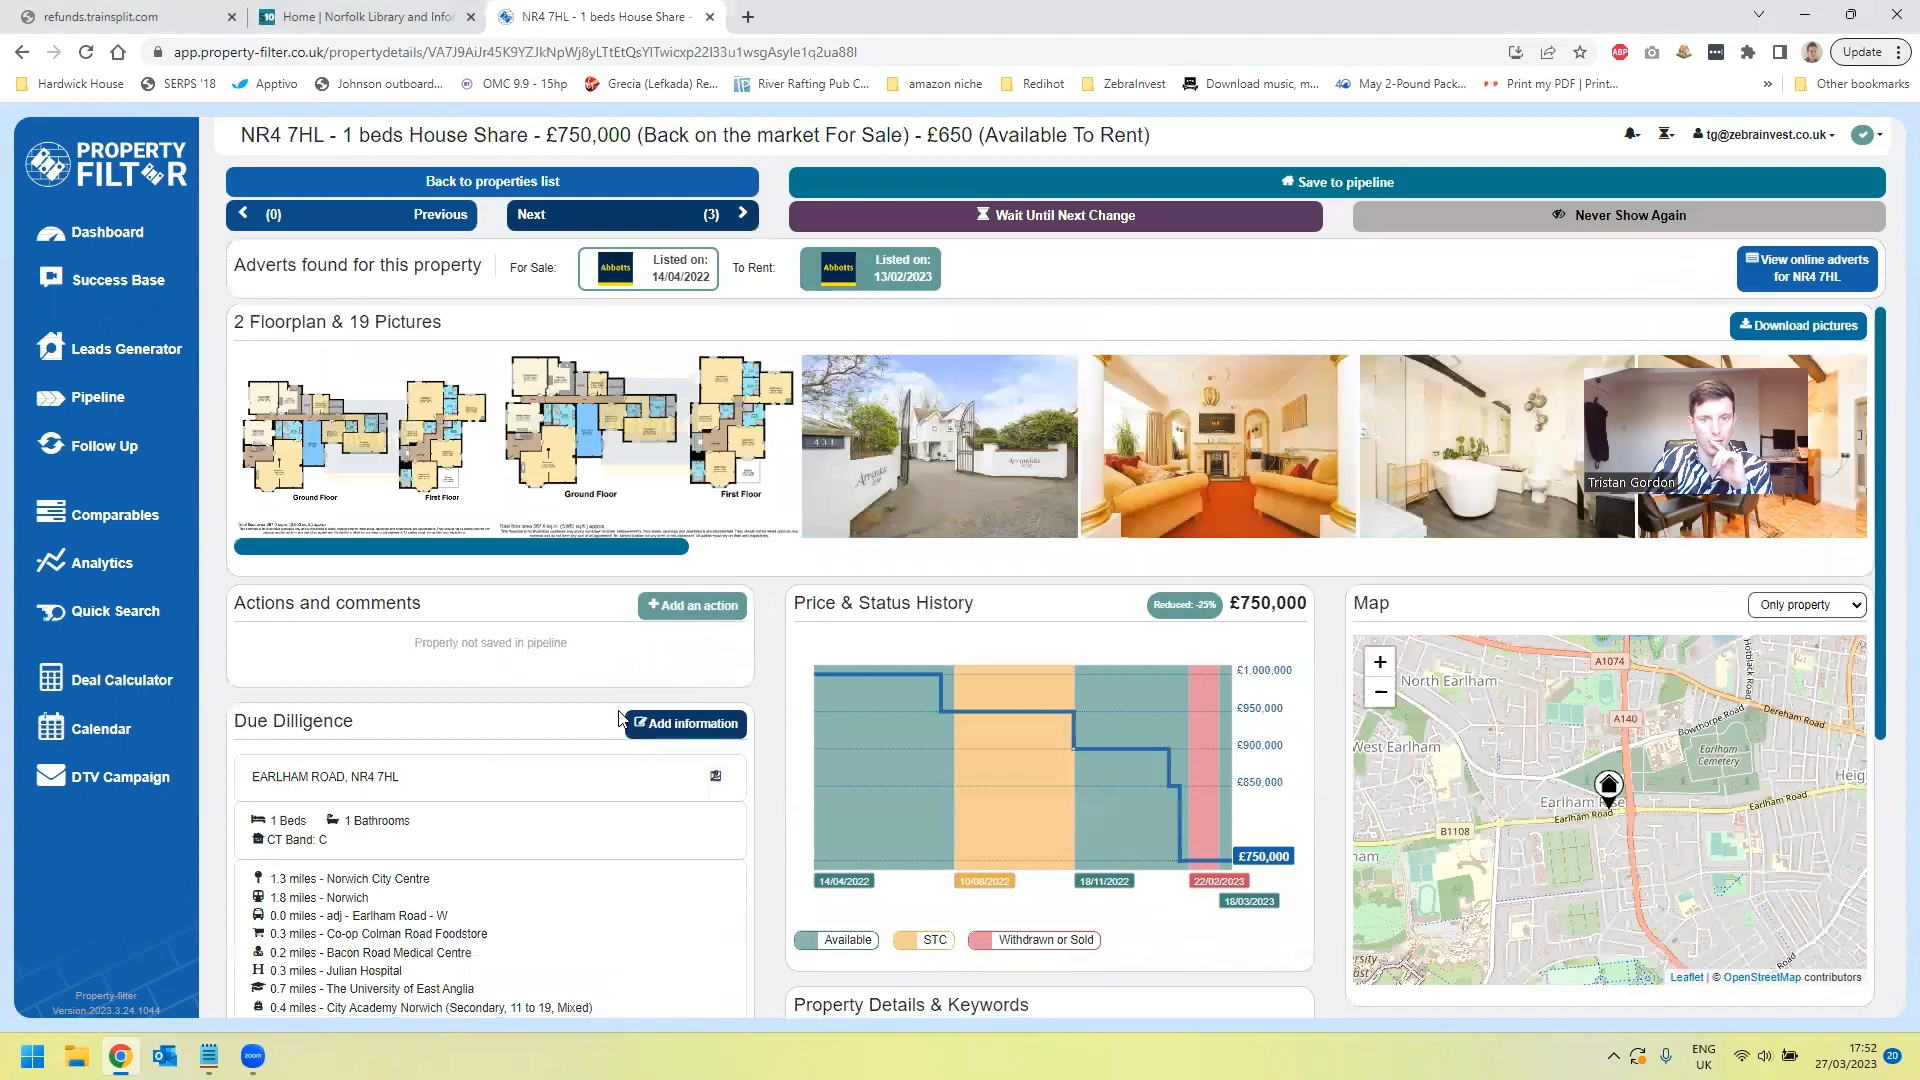 refunds.trainsplit.com
Home | Norfolk Library and Infor
NR4 7HL - 1 beds House Share -
app.property-filter.co.uk/propertydetails/VA7J9AiJr45K9YZJkNpWj8yLTtEtQsYlTwicxp22I33u1wsgAsyle1q2ua88I
Update
Hardwick House
SERPS '18
Apptivo
Johnson outboard...
OMC 9.9 - 15hp
Grecia (Lefkada) Re...
River Rafting Pub C...
amazon niche
Redihot
ZebraInvest
Download music, m...
May 2-Pound Pack...
Print my PDF | Print...
Other bookmarks
PROPERTY
FILTER
NR4 7HL - 1 beds House Share - £750,000 (Back on the market For Sale) - £650 (Available To Rent)
tg@zebrainvest.co.uk
Back to properties list
Save to pipeline
(0) Previous
Next (3)
Wait Until Next Change
Never Show Again
Dashboard
Success Base
Leads Generator
Pipeline
Follow Up
Comparables
Analytics
Quick Search
Deal Calculator
Calendar
DTV Campaign
Property-filter
Version 2023.3.24.1044
Adverts found for this property
For Sale:
Abbotts
Listed on:
14/04/2022
To Rent:
Abbotts
Listed on:
13/02/2023
View online adverts
for NR4 7HL
2 Floorplan & 19 Pictures
Download pictures
Ground Floor
First Floor
Ground Floor
First Floor
431
Tristan Gordon
Actions and comments
Add an action
Property not saved in pipeline
Due Dilligence
Add information
EARLHAM ROAD, NR4 7HL
1 Beds
1 Bathrooms
CT Band: C
1.3 miles - Norwich City Centre
1.8 miles - Norwich
0.0 miles - adj - Earlham Road - W
0.3 miles - Co-op Colman Road Foodstore
0.2 miles - Bacon Road Medical Centre
H 0.3 miles - Julian Hospital
0.7 miles - The University of East Anglia
0.4 miles - City Academy Norwich (Secondary, 11 to 19, Mixed)
Price & Status History
Reduced: -25%
£750,000
£1,000,000
£950,000
£900,000
£850,000
£750,000
14/04/2022
10/08/2022
18/11/2022
22/02/2023
18/03/2023
Available
STC
Withdrawn or Sold
Property Details & Keywords
Map
Only property
+
−
North Earlham
A1074
A140
Bowthorpe Road
Dereham Road
West Earlham
Earlham
Cemetery
Heig
Earlham Road
Earlham Road
B1108
Road
Leaflet | © OpenStreetMap contributors
zoom
ENG
UK
17:52
27/03/2023
20